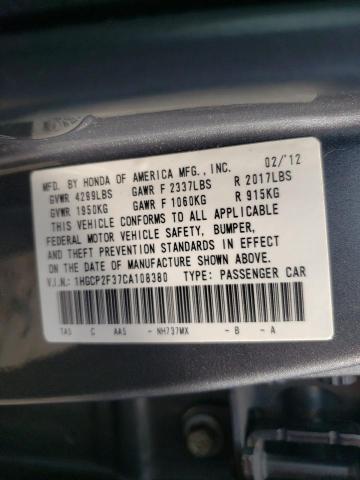 MFD. BY HONDA OF AMERICA MFG.,INC. 02/'12
GVWR 4299LBS GAWR F 2337LBS R 2017LBS
GVWR 1950KG GAWR F 1060KG R 915KG
THIS VEHICLE CONFORMS TO ALL APPLICABLE
FEDERAL MOTOR VEHICLE SAFETY, BUMPER,
AND THEFT PREVENTION STANDARDS IN EFFECT
ON THE DATE OF MANUFACTURE SHOWN ABOVE.
V.I.N.: 1HGCP2F37CA108380 TYPE: PASSENGER CAR
TA5 C AA5 - NH737MX - B - A